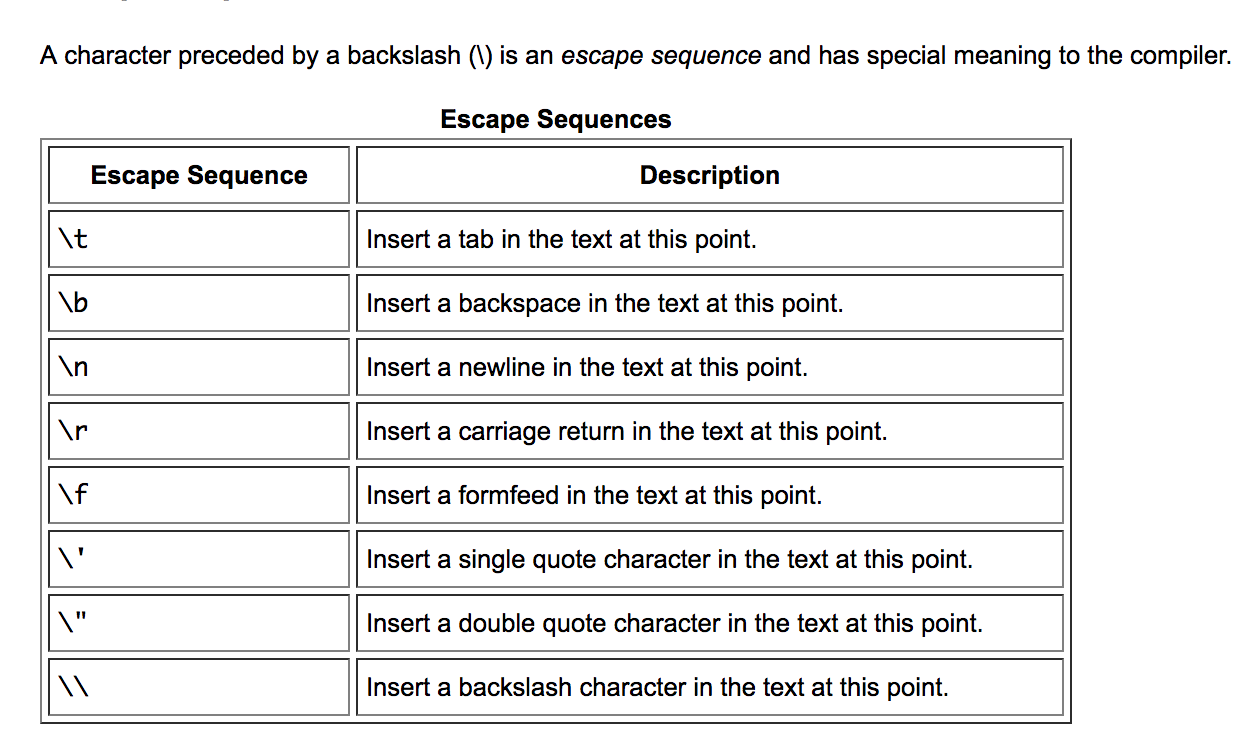 A character preceded by a backslash (\) is an escape sequence and has special meaning to the compiler.
Escape Sequences
Escape Sequence Description
\t Insert a tab in the text at this point.
\b Insert a backspace in the text at this point.
\n Insert a newline in the text at this point.
\r Insert a carriage return in the text at this point.
\f Insert a formfeed in the text at this point.
\' Insert a single quote character in the text at this point.
\" Insert a double quote character in the text at this point.
\\ Insert a backslash character in the text at this point.